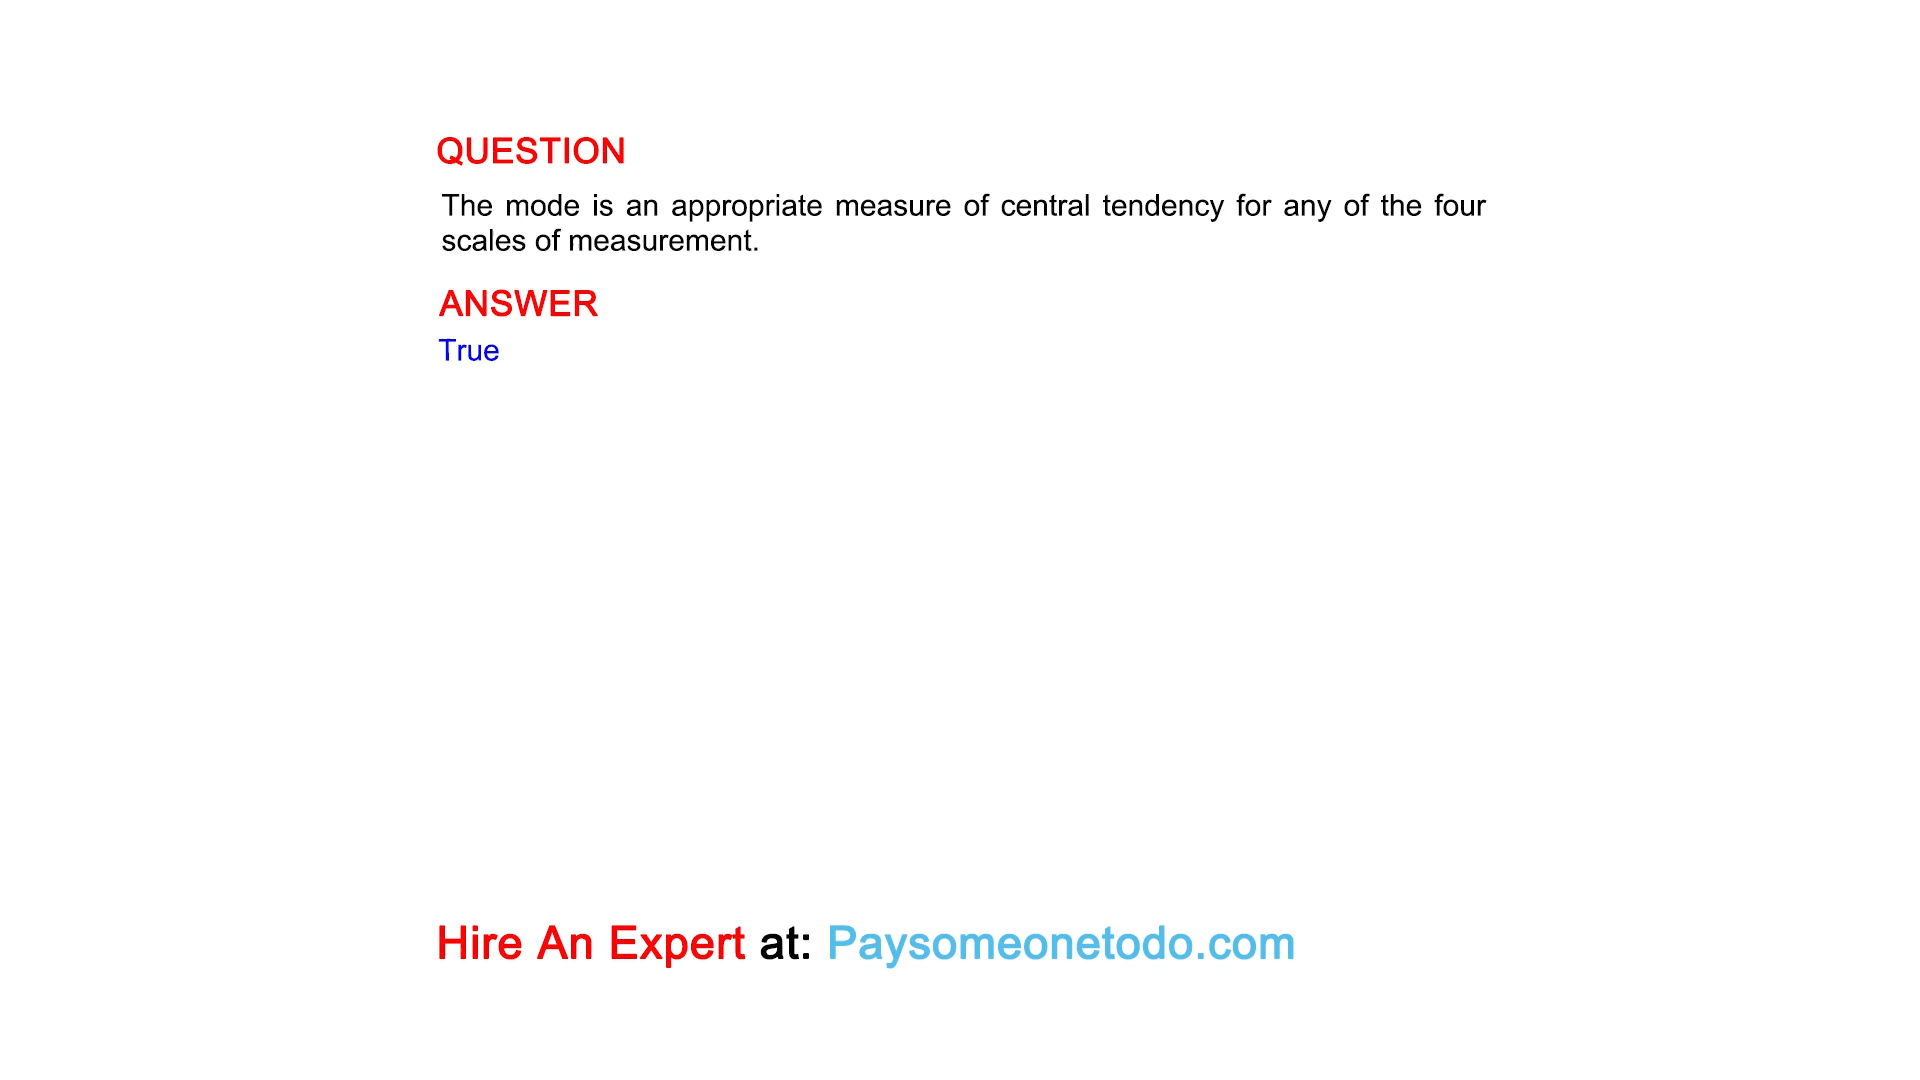 QUESTION
The mode is an appropriate measure of central tendency for any of the four
scales of measurement.
ANSWER
True
Hire An Expert at: Paysomeonetodo.com